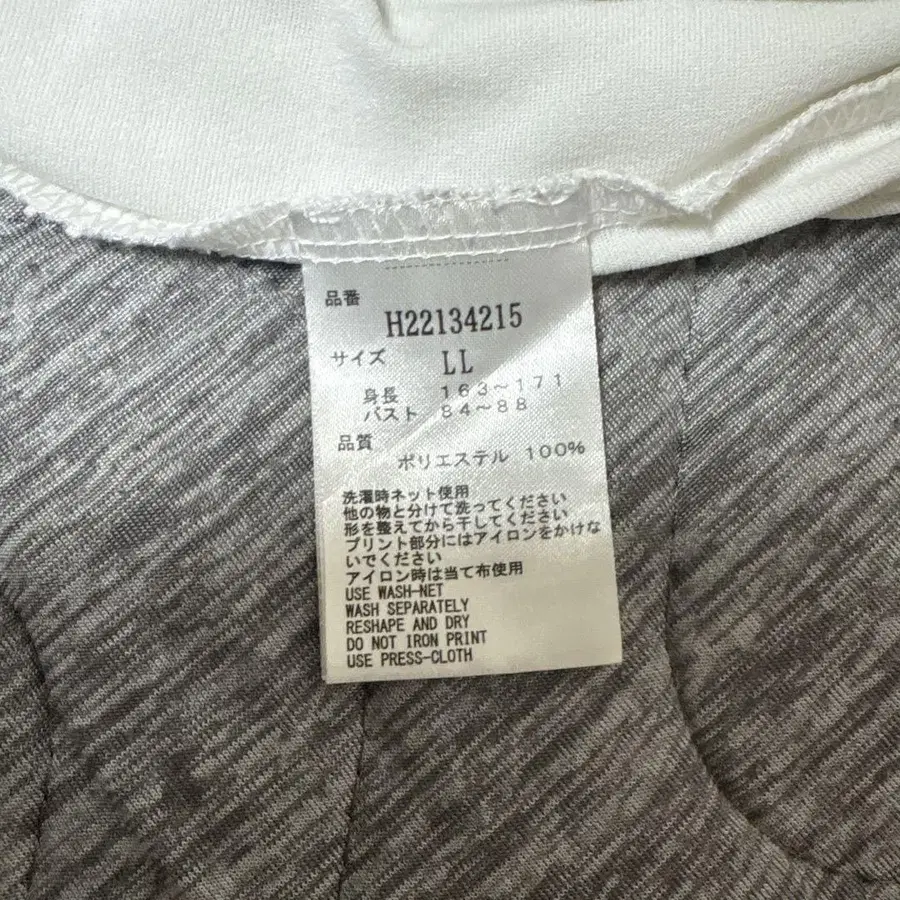 品番
H22134215
サイズ LL
身長 163～171
バスト 84～88
品質
ポリエステル 100%
洗濯時ネット使用
他の物と分けて洗ってください
形を整えてから干してください
プリント部分にはアイロンをかけな
いでください
アイロン時は当て布使用
USE WASH-NET
WASH SEPARATELY
RESHAPE AND DRY
DO NOT IRON PRINT
USE PRESS-CLOTH